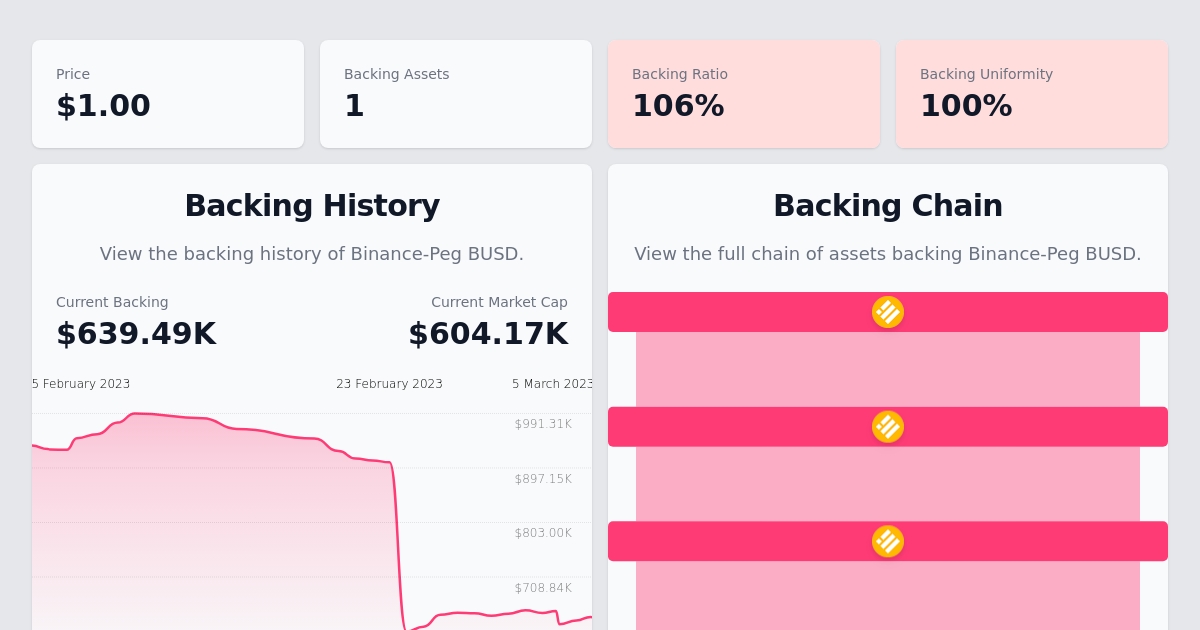 Price
$1.00
Backing Assets
1
Backing Ratio
106%
Backing Uniformity
100%
Backing History
View the backing history of Binance-Peg BUSD.
Current Backing
$639.49K
Current Market Cap
$604.17K
5 February 2023
23 February 2023
5 March 2023
$991.31K
$897.15K
$803.00K
$708.84K
Backing Chain
View the full chain of assets backing Binance-Peg BUSD.